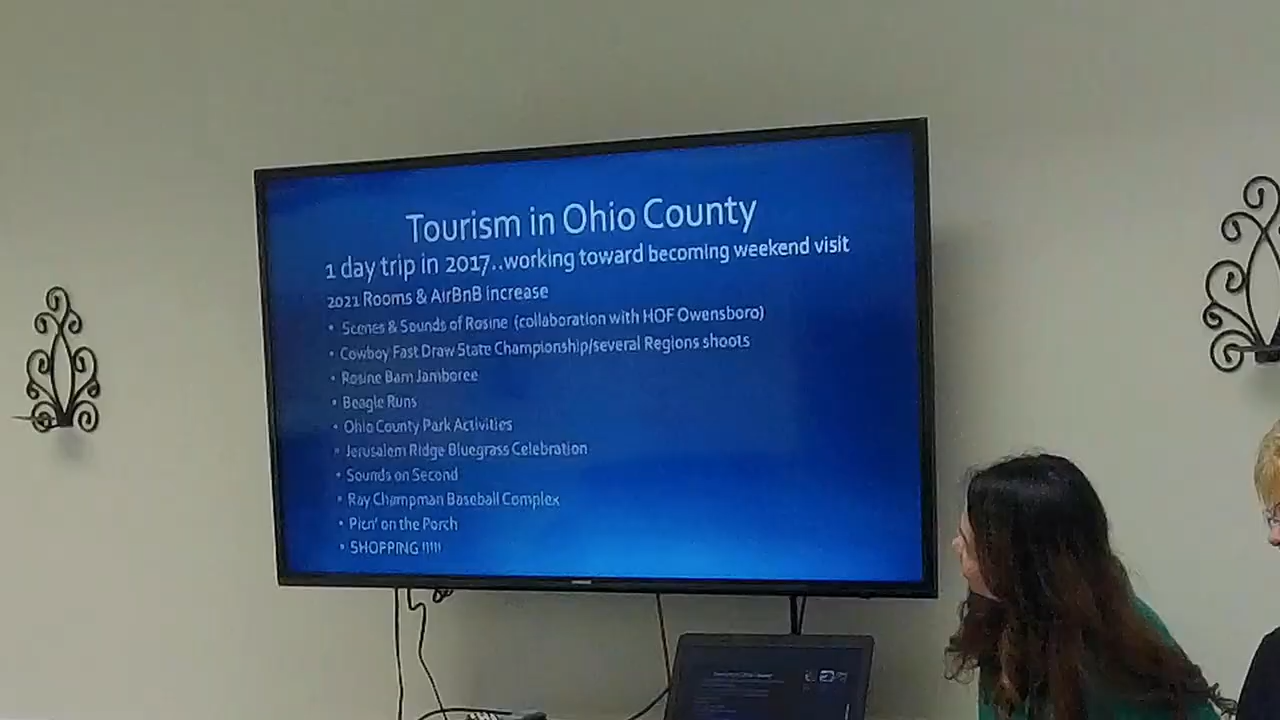 Tourism in Ohio County
1 day trip in 2017..working toward becoming weekend visit
2021 Rooms & AirBnB increase
• Scenes & Sounds of Rosine (collaboration with HOF Owensboro)
• Cowboy Fast Draw State Championship/several Regions shoots
• Rosine Barn Jamboree
• Beagle Runs
• Ohio County Park Activities
• Jerusalem Ridge Bluegrass Celebration
• Sounds on Second
• Ray Champman Baseball Complex
• Picn' on the Porch
• SHOPPING !!!!!